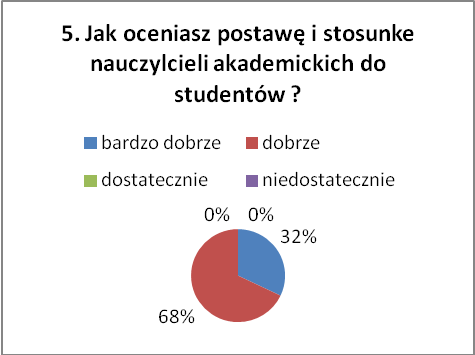 5. Jak oceniasz postawę i stosunke
nauczylcieli akademickich do
studentów ?
bardzo dobrze
dobrze
dostatecznie
niedostatecznie
0%
0%
32%
68%